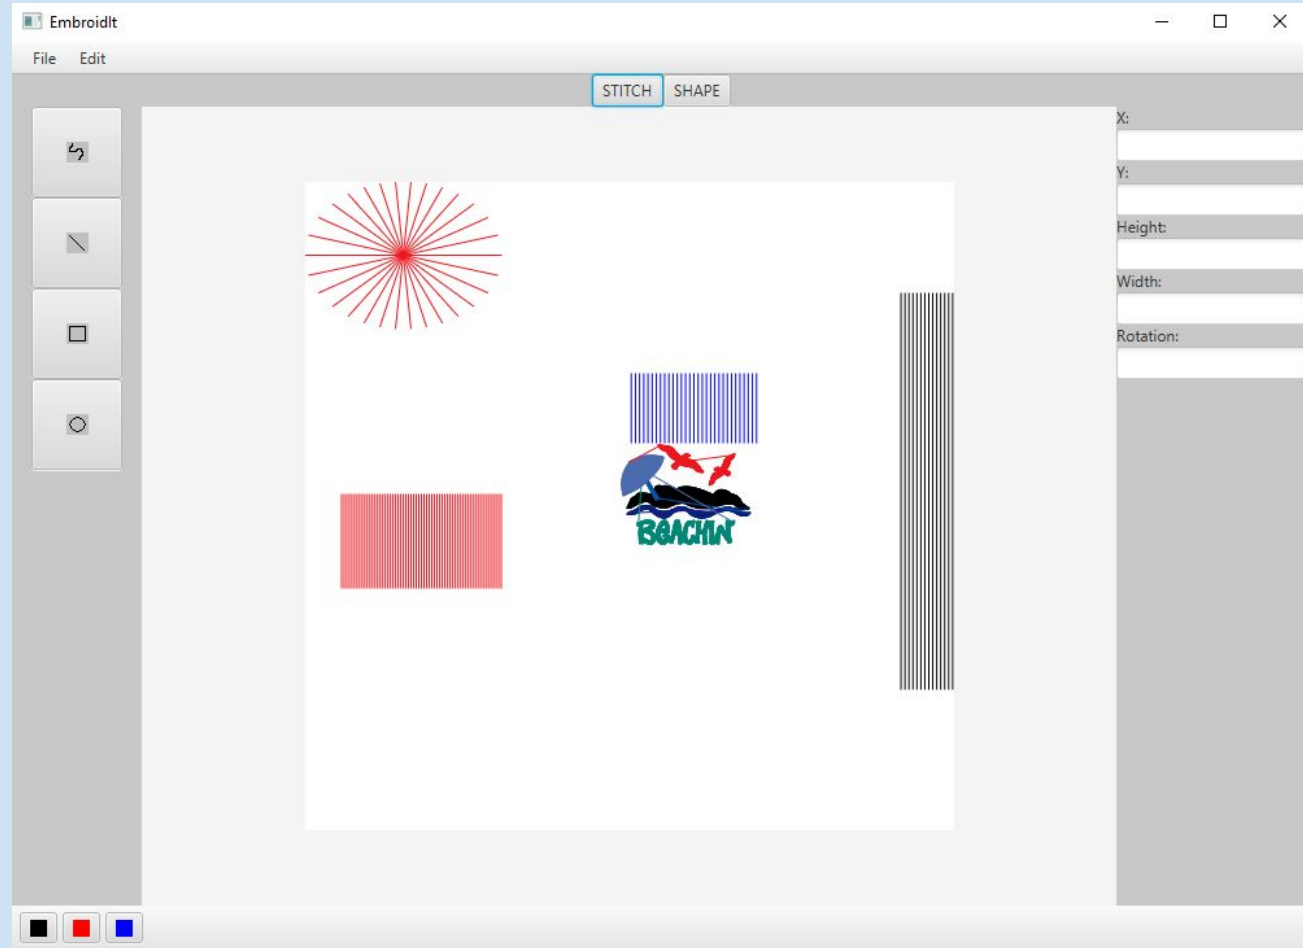 EmbroidIt
File Edit
STITCH SHAPE
X:
Y:
Height:
Width:
Rotation:
BEACHIN'